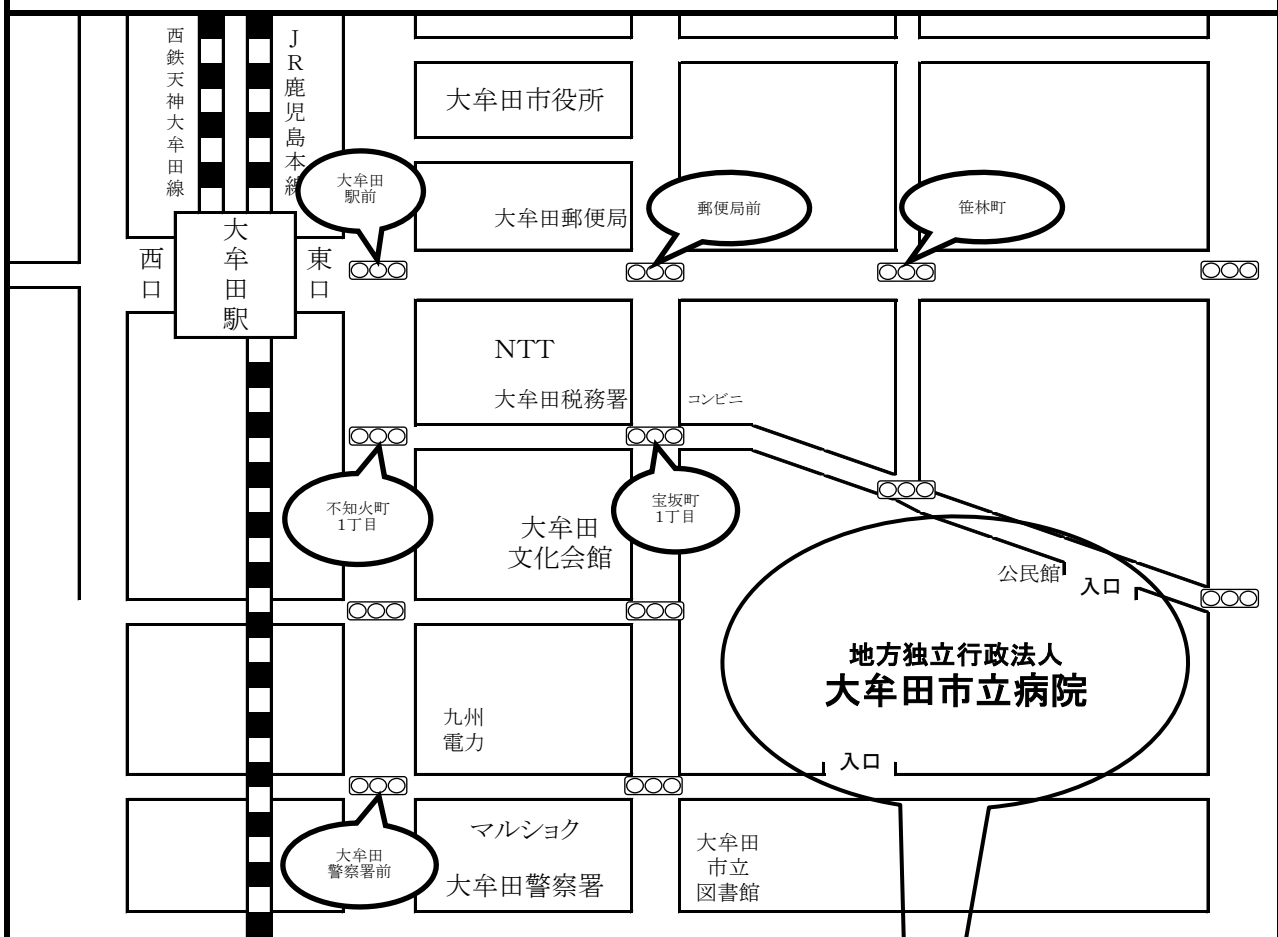 西鉄天神大牟田線
JR鹿児島本線
大牟田市役所
大牟田
駅前
大牟田郵便局
郵便局前
笹林町
西口
大牟田駅
東口
NTT
大牟田税務署
コンビニ
不知火町
1丁目
宝坂町
1丁目
大牟田
文化会館
公民館
入口
地方独立行政法人
大牟田市立病院
九州
電力
入口
マルショク
大牟田警察署
大牟田
警察署前
大牟田
市立
図書館